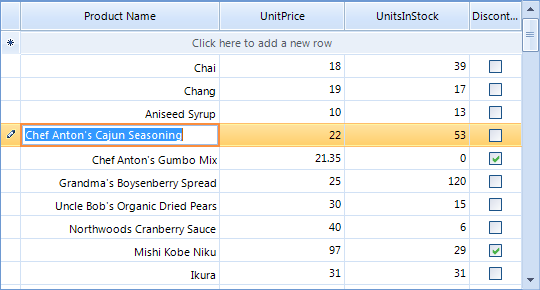 Product Name UnitPrice UnitsInStock Discont...
Click here to add a new row
Chai 18 39
Chang 19 17
Aniseed Syrup 10 13
Chef Anton's Cajun Seasoning 22 53
Chef Anton's Gumbo Mix 21.35 0
Grandma's Boysenberry Spread 25 120
Uncle Bob's Organic Dried Pears 30 15
Northwoods Cranberry Sauce 40 6
Mishi Kobe Niku 97 29
Ikura 31 31